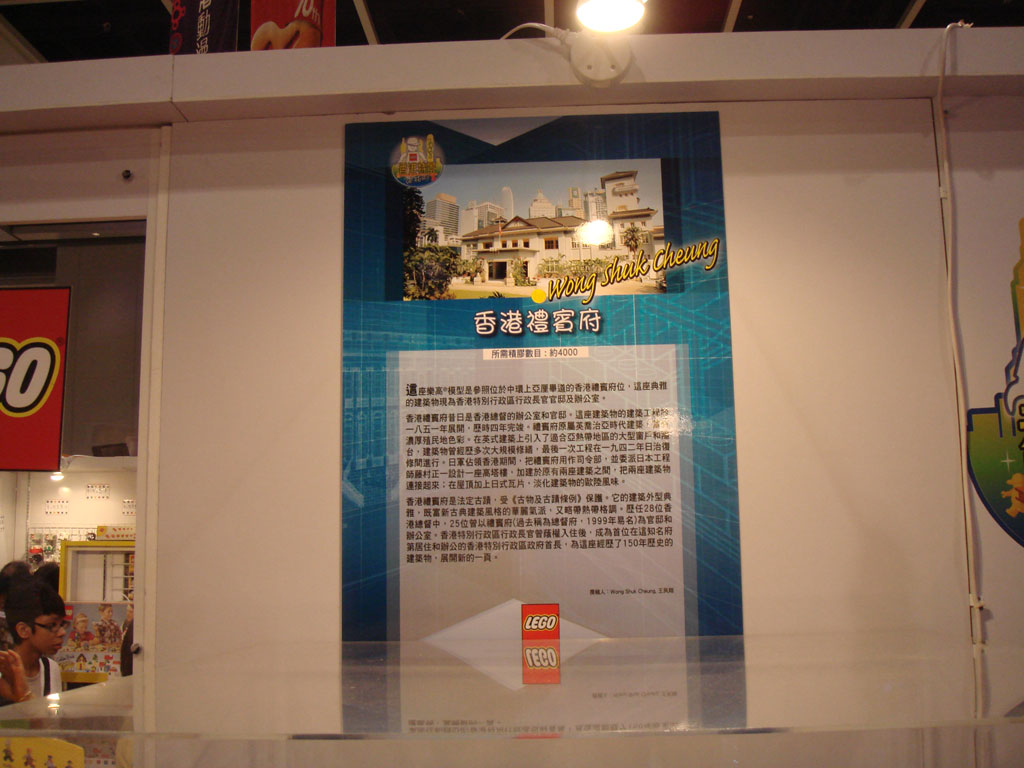 10th
Wong Shuk Cheung
香港禮賓府
所需積膠數目：約4000
這座樂高®模型是參照位於中環上亞厘畢道的香港禮賓府位，這座典雅
的建築物現為香港特別行政區行政長官官邸及辦公室。
香港禮賓府昔日是香港總督的辦公室和官邸。這座建築物的建築工程於
一八五一年展開，歷時四年完竣。禮賓府原屬英喬治亞時代建築，
濃厚殖民地色彩。在英式建築上引入了適合亞熱帶地區的大型窗戶和
台，建築物曾經歷多次大規模修繕，最後一次工程在一九四二年日治復
修間進行。日軍佔領香港期間，把禮賓府用作司令部，並委派日本工程
師藤村正一設計一座高塔樓，加建於原有兩座建築之間，把兩座建築物
連接起來；在屋頂加上日式瓦片，淡化建築物的歐陸風味。
香港禮賓府是法定古蹟，受《古物及古蹟條例》保護。它的建築外型典
雅，既富新古典建築風格的華麗氣派，又略帶熱帶格調。歷任28位香
港總督中，25位曾以禮賓府(過去稱為總督府，1999年易名)為官邸和
辦公室。香港特別行政區行政長官曾蔭權入住後，成為首位在這知名府
第居住和辦公的香港特別行政區政府首長，為這座經歷了150年歷史的
建築物，展開新的一頁。
Wong Shuk Cheung,
LEGO
GO